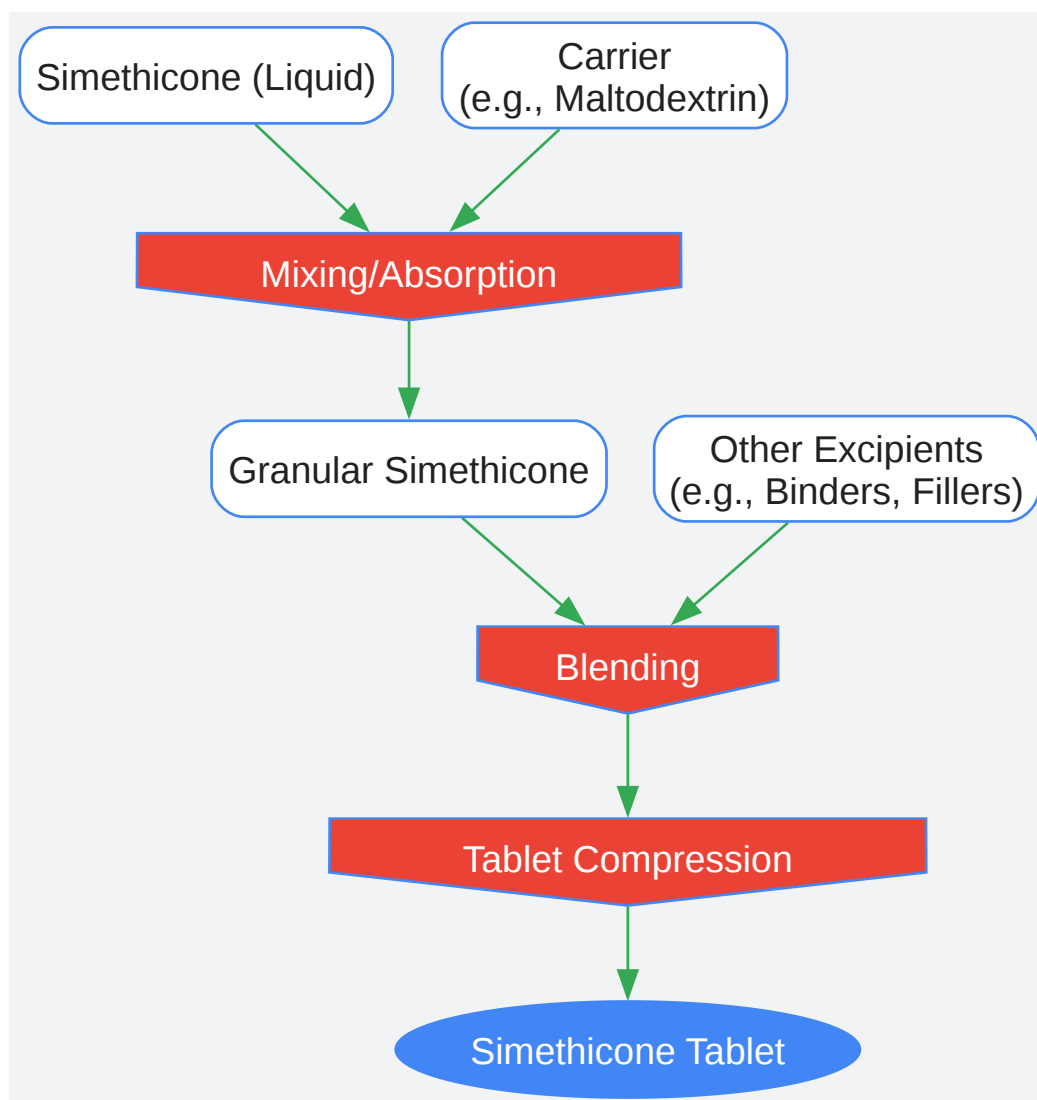 Simethicone (Liquid)
Carrier
(e.g., Maltodextrin)
Mixing/Absorption
Granular Simethicone
Other Excipients
(e.g., Binders, Fillers)
Blending
Tablet Compression
Simethicone Tablet